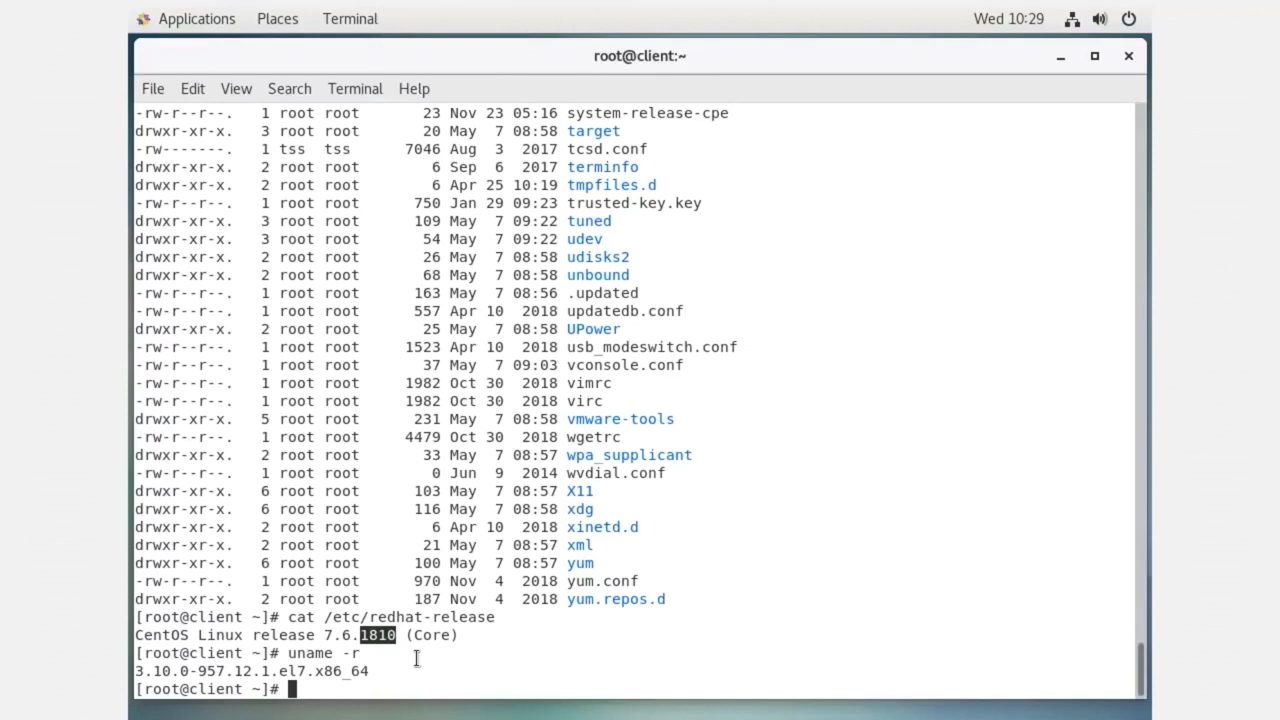 Applications Places Terminal Wed 10:29
root@client:~
File Edit View Search Terminal Help
-rw-r--r--. 1 root root 23 Nov 23 05:16 system-release-cpe
drwxr-xr-x. 3 root root 20 May 7 08:58 target
-rw-------. 1 tss tss 7046 Aug 3 2017 tcsd.conf
drwxr-xr-x. 2 root root 6 Sep 6 2017 terminfo
drwxr-xr-x. 2 root root 6 Apr 25 10:19 tmpfiles.d
-rw-r--r--. 1 root root 750 Jan 29 09:23 trusted-key.key
drwxr-xr-x. 3 root root 109 May 7 09:22 tuned
drwxr-xr-x. 3 root root 54 May 7 09:22 udev
drwxr-xr-x. 2 root root 26 May 7 08:58 udisks2
drwxr-xr-x. 2 root root 68 May 7 08:58 unbound
-rw-r--r--. 1 root root 163 May 7 08:56 .updated
-rw-r--r--. 1 root root 557 Apr 10 2018 updatedb.conf
drwxr-xr-x. 2 root root 25 May 7 08:58 UPower
-rw-r--r--. 1 root root 1523 Apr 10 2018 usb_modeswitch.conf
-rw-r--r--. 1 root root 37 May 7 09:03 vconsole.conf
-rw-r--r--. 1 root root 1982 Oct 30 2018 vimrc
-rw-r--r--. 1 root root 1982 Oct 30 2018 virc
drwxr-xr-x. 5 root root 231 May 7 08:58 vmware-tools
-rw-r--r--. 1 root root 4479 Oct 30 2018 wgetrc
drwxr-xr-x. 2 root root 33 May 7 08:57 wpa_supplicant
-rw-r--r--. 1 root root 0 Jun 9 2014 wvdial.conf
drwxr-xr-x. 6 root root 103 May 7 08:57 X11
drwxr-xr-x. 6 root root 116 May 7 08:58 xdg
drwxr-xr-x. 2 root root 6 Apr 10 2018 xinetd.d
drwxr-xr-x. 2 root root 21 May 7 08:57 xml
drwxr-xr-x. 6 root root 100 May 7 08:57 yum
-rw-r--r--. 1 root root 970 Nov 4 2018 yum.conf
drwxr-xr-x. 2 root root 187 Nov 4 2018 yum.repos.d
[root@client ~]# cat /etc/redhat-release
CentOS Linux release 7.6.1810 (Core)
[root@client ~]# uname -r
3.10.0-957.12.1.el7.x86_64
[root@client ~]#